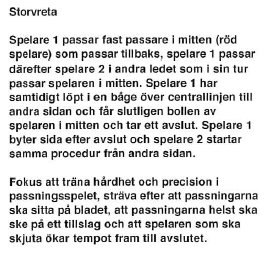 Storvreta
Spelare 1 passar fast passare i mitten (röd
spelare) som passar tillbaks, spelare 1 passar
därefter spelare 2 i andra ledet som i sin tur
passar spelaren i mitten. Spelare 1 har
samtidigt löpt i en båge över centrallinjen till
andra sidan och får slutligen bollen av
spelaren i mitten och tar ett avslut. Spelare 1
byter sida efter avslut och spelare 2 startar
samma procedur från andra sidan.
Fokus att träna hårdhet och precision i
passningsspelet, sträva efter att passningarna
ska sitta på bladet, att passningarna helst ska
ske på ett tillslag och att spelaren som ska
skjuta ökar tempot fram till avslutet.